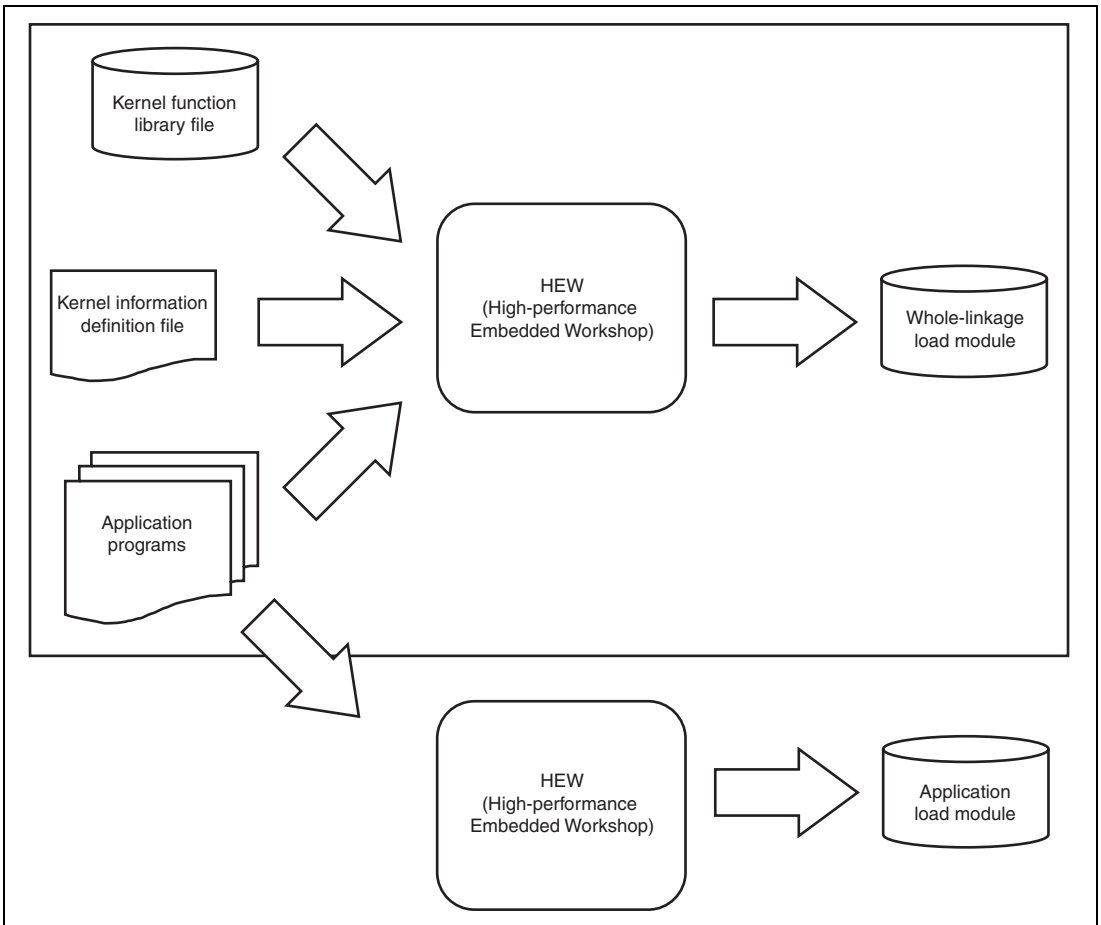 Kernel function
library file
Kernel information
definition file
HEW
(High-performance
Embedded Workshop)
Whole-linkage
load module
Application
programs
HEW
(High-performance
Embedded Workshop)
Application
load module